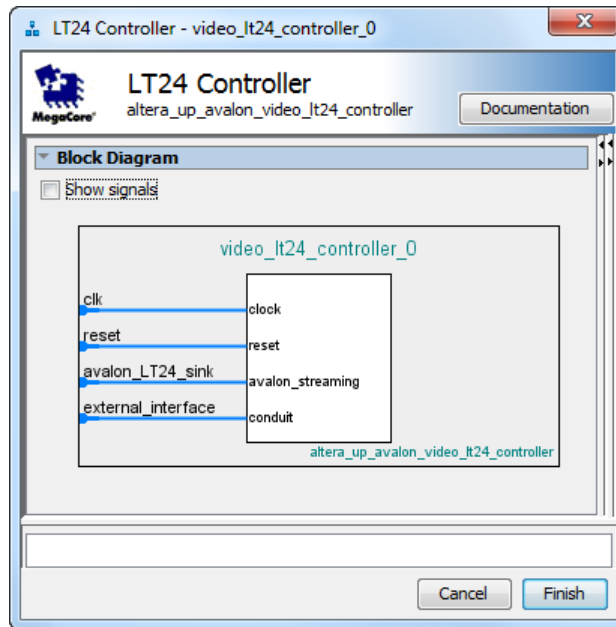 LT24 Controller - video_lt24_controller_0
MegaCore®
LT24 Controller
altera_up_avalon_video_lt24_controller
Documentation
Block Diagram
Show signals
video_lt24_controller_0
clk
clock
reset
reset
avalon_LT24_sink
avalon_streaming
external_interface
conduit
altera_up_avalon_video_lt24_controller
Cancel
Finish